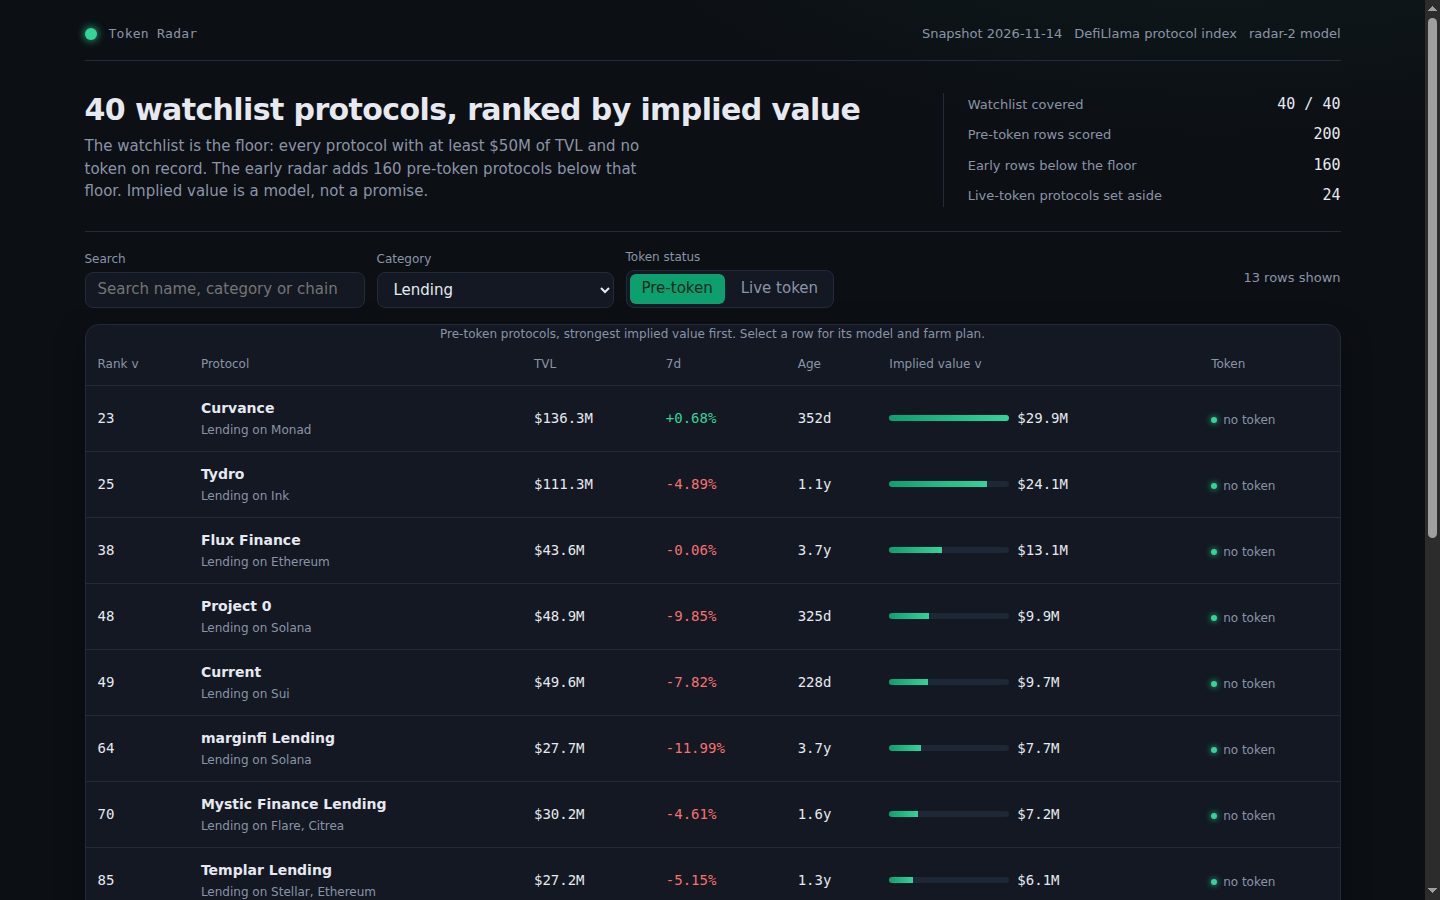 Token Radar
Snapshot 2026-11-14 DefiLlama protocol index radar-2 model
40 watchlist protocols, ranked by implied value
The watchlist is the floor: every protocol with at least $50M of TVL and no
token on record. The early radar adds 160 pre-token protocols below that
floor. Implied value is a model, not a promise.
Watchlist covered 40 / 40
Pre-token rows scored 200
Early rows below the floor 160
Live-token protocols set aside 24
Search
Search name, category or chain
Category
Lending
Token status
Pre-token Live token
13 rows shown
Pre-token protocols, strongest implied value first. Select a row for its model and farm plan.
Rank v Protocol TVL 7d Age Implied value v Token
23 Curvance $136.3M +0.68% 352d $29.9M no token
Lending on Monad
25 Tydro $111.3M -4.89% 1.1y $24.1M no token
Lending on Ink
38 Flux Finance $43.6M -0.06% 3.7y $13.1M no token
Lending on Ethereum
48 Project 0 $48.9M -9.85% 325d $9.9M no token
Lending on Solana
49 Current $49.6M -7.82% 228d $9.7M no token
Lending on Sui
64 marginfi Lending $27.7M -11.99% 3.7y $7.7M no token
Lending on Solana
70 Mystic Finance Lending $30.2M -4.61% 1.6y $7.2M no token
Lending on Flare, Citrea
85 Templar Lending $27.2M -5.15% 1.3y $6.1M no token
Lending on Stellar, Ethereum